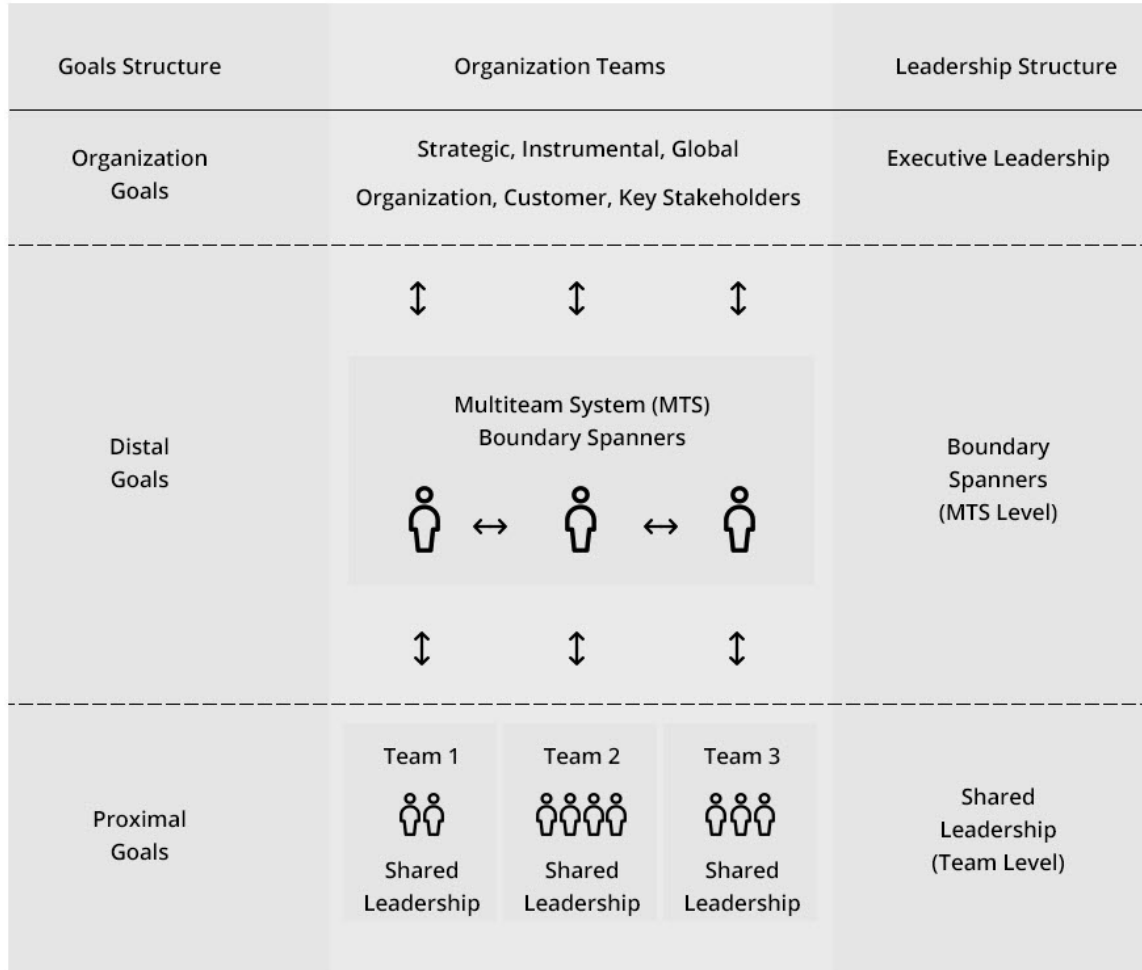 Goals Structure
Organization Teams
Leadership Structure
Organization
Goals
Strategic, Instrumental, Global
Organization, Customer, Key Stakeholders
Executive Leadership
Distal
Goals
Multiteam System (MTS)
Boundary Spanners
Boundary
Spanners
(MTS Level)
Proximal
Goals
Team 1
Shared
Leadership
Team 2
Shared
Leadership
Team 3
Shared
Leadership
Shared
Leadership
(Team Level)